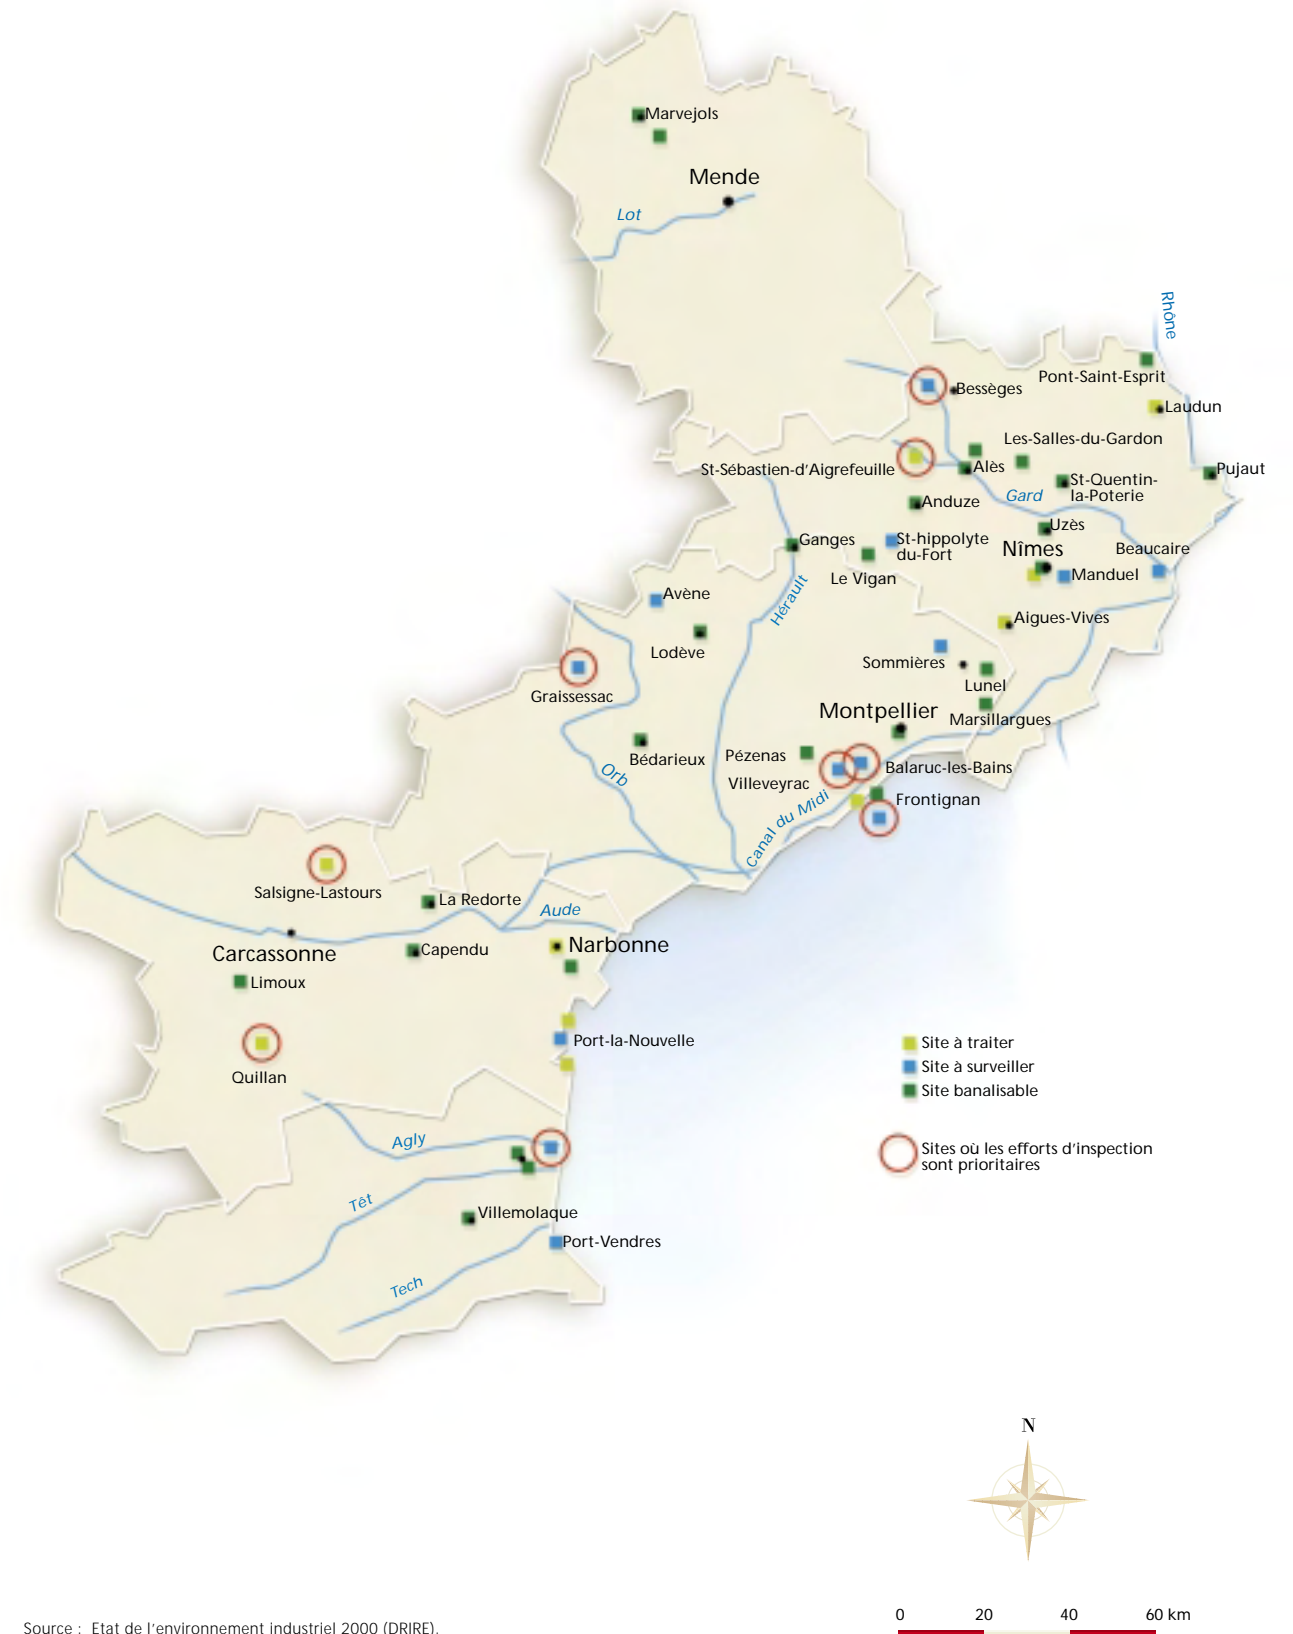 Marvejols
Mende
Lot
Rhône
Pont-Saint-Esprit
Bessèges
Laudun
Les-Salles-du-Gardon
St-Sébastien-d'Aigrefeuille
Alès
Pujaut
St-Quentin-
la-Poterie
Gard
Anduze
Uzès
Ganges
St-hippolyte
du-Fort
Nîmes
Beaucaire
Le Vigan
Manduel
Avène
Hérault
Aigues-Vives
Lodève
Sommières
Lunel
Graissessac
Montpellier
Marsillargues
Bédarieux
Pézenas
Orb
Villeveyrac
Balaruc-les-Bains
Frontignan
Canal du Midi
Salsigne-Lastours
La Redorte
Aude
Carcassonne
Capendu
Narbonne
Limoux
Port-la-Nouvelle
Quillan
Site à traiter
Site à surveiller
Site banalisable
Sites où les efforts d'inspection
sont prioritaires
Agly
Têt
Villemolaque
Port-Vendres
Tech
N
0 20 40 60 km
Source : Etat de l'environnement industriel 2000 (DRIRE).